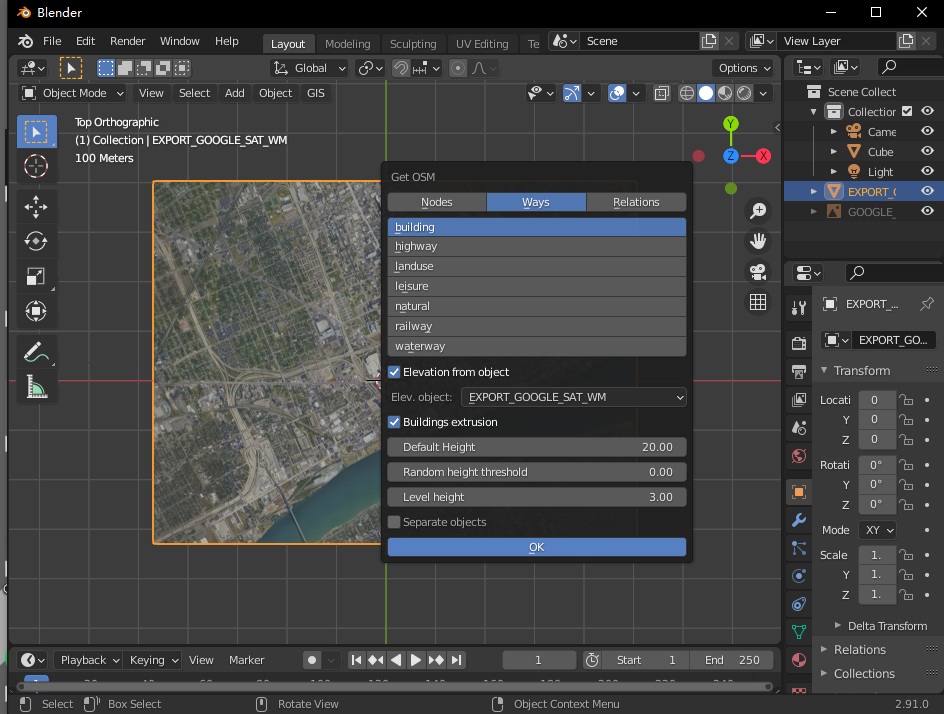 Blender
File Edit Render Window Help Layout Modeling Sculpting UV Editing Te Scene View Layer
Global Options
Object Mode View Select Add Object GIS
Top Orthographic
(1) Collection | EXPORT_GOOGLE_SAT_WM
100 Meters
Y
X
Z
Get OSM
Nodes Ways Relations
building
highway
landuse
leisure
natural
railway
waterway
Elevation from object
Elev. object: EXPORT_GOOGLE_SAT_WM
Buildings extrusion
Default Height 20.00
Random height threshold 0.00
Level height 3.00
Separate objects
OK
Scene Collect
Collection
Came
Cube
Light
EXPORT_(
GOOGLE_
EXPORT_...
EXPORT_GO...
Transform
Locati 0
Y 0
Z 0
Rotati 0°
Y 0°
Z 0°
Mode XY
Scale 1.
Y 1.
Z 1.
Delta Transform
Relations
Collections
Playback Keying View Marker 1 Start 1 End 250
Select Box Select Rotate View Object Context Menu 2.91.0